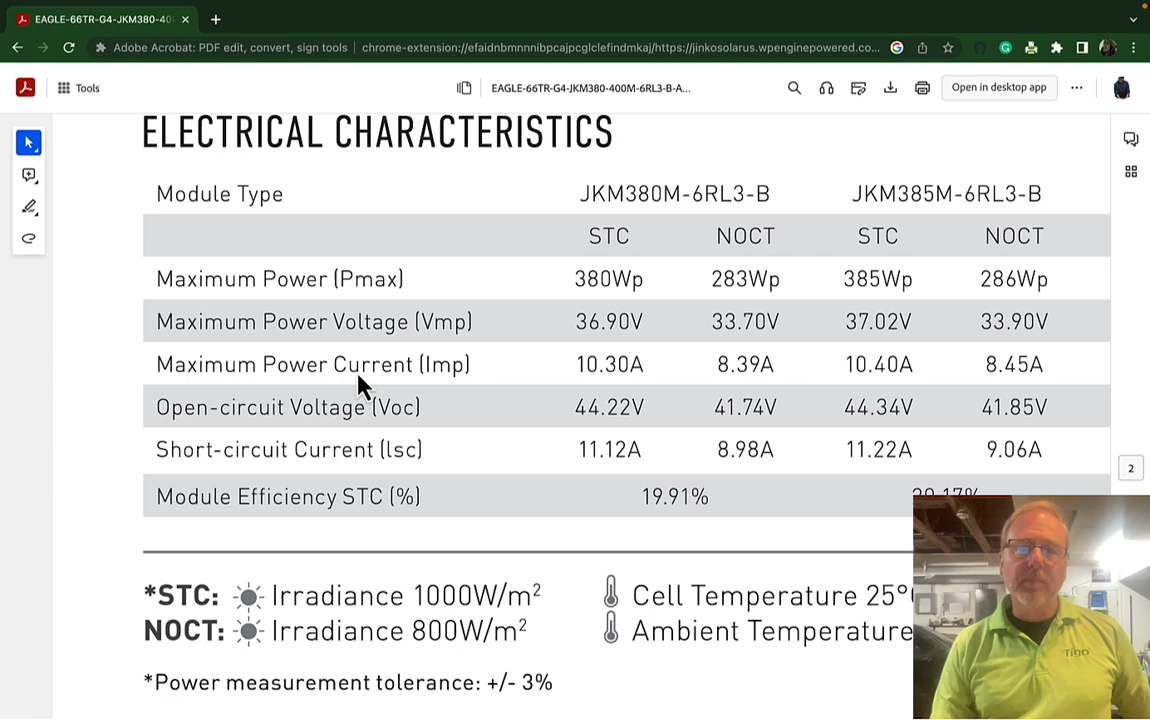 EAGLE-66TR-G4-JKM380-40
Adobe Acrobat: PDF edit, convert, sign tools
chrome-extension://efaidnbmnnnibpcajpcglclefindmkaj/https://jinkosolarus.wpenginepowered.co...
Tools
EAGLE-66TR-G4-JKM380-400M-6RL3-B-A...
Open in desktop app
ELECTRICAL CHARACTERISTICS
Module Type JKM380M-6RL3-B JKM385M-6RL3-B
STC NOCT STC NOCT
Maximum Power (Pmax) 380Wp 283Wp 385Wp 286Wp
Maximum Power Voltage (Vmp) 36.90V 33.70V 37.02V 33.90V
Maximum Power Current (Imp) 10.30A 8.39A 10.40A 8.45A
Open-circuit Voltage (Voc) 44.22V 41.74V 44.34V 41.85V
Short-circuit Current (Isc) 11.12A 8.98A 11.22A 9.06A
Module Efficiency STC (%) 19.91% 20.17%
2
*STC: Irradiance 1000W/m² Cell Temperature 25°
NOCT: Irradiance 800W/m² Ambient Temperature
*Power measurement tolerance: +/- 3%
Tigo